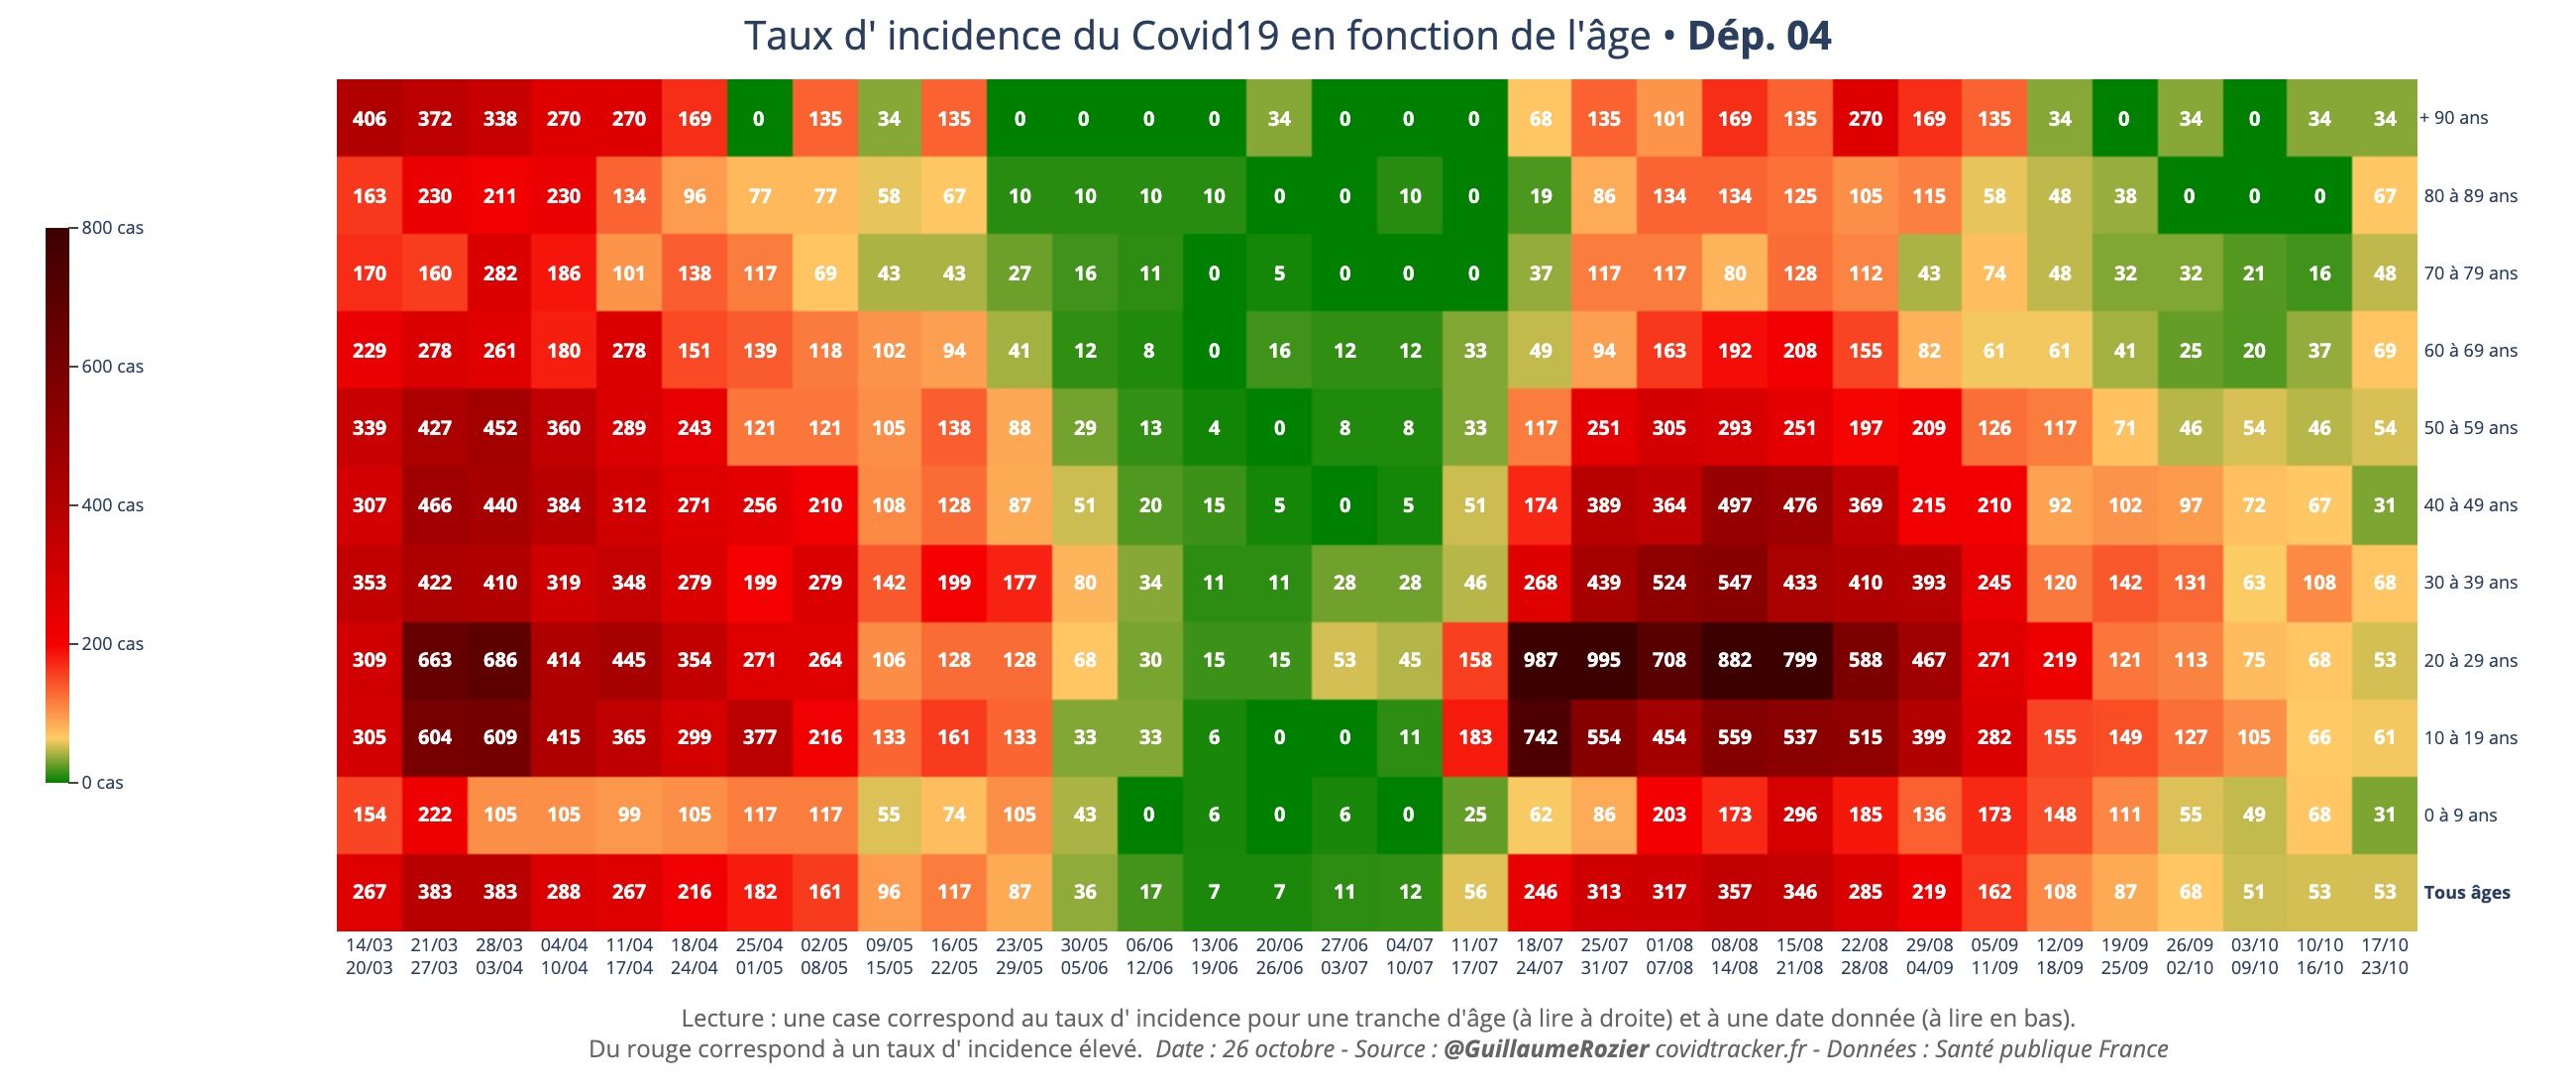 Taux d' incidence du Covid19 en fonction de l'âge • Dép. 04
406 372 338 270 270 169 0 135 34 135 0 0 0 0 34 0 0 0 68 135 101 169 135 270 169 135 34 0 34 0 34 34 + 90 ans
163 230 211 230 134 96 77 77 58 67 10 10 10 10 0 0 10 0 19 86 134 134 125 105 115 58 48 38 0 0 0 67 80 à 89 ans
800 cas
170 160 282 186 101 138 117 69 43 43 27 16 11 0 5 0 0 0 37 117 117 80 128 112 43 74 48 32 32 21 16 48 70 à 79 ans
229 278 261 180 278 151 139 118 102 94 41 12 8 0 16 12 12 33 49 94 163 192 208 155 82 61 61 41 25 20 37 69 60 à 69 ans
600 cas
339 427 452 360 289 243 121 121 105 138 88 29 13 4 0 8 8 33 117 251 305 293 251 197 209 126 117 71 46 54 46 54 50 à 59 ans
400 cas
307 466 440 384 312 271 256 210 108 128 87 51 20 15 5 0 5 51 174 389 364 497 476 369 215 210 92 102 97 72 67 31 40 à 49 ans
353 422 410 319 348 279 199 279 142 199 177 80 34 11 11 28 28 46 268 439 524 547 433 410 393 245 120 142 131 63 108 68 30 à 39 ans
200 cas
309 663 686 414 445 354 271 264 106 128 128 68 30 15 15 53 45 158 987 995 708 882 799 588 467 271 219 121 113 75 68 53 20 à 29 ans
305 604 609 415 365 299 377 216 133 161 133 33 33 6 0 0 11 183 742 554 454 559 537 515 399 282 155 149 127 105 66 61 10 à 19 ans
0 cas
154 222 105 105 99 105 117 117 55 74 105 43 0 6 0 6 0 25 62 86 203 173 296 185 136 173 148 111 55 49 68 31 0 à 9 ans
267 383 383 288 267 216 182 161 96 117 87 36 17 7 7 11 12 56 246 313 317 357 346 285 219 162 108 87 68 51 53 53 Tous âges
14/03 21/03 28/03 04/04 11/04 18/04 25/04 02/05 09/05 16/05 23/05 30/05 06/06 13/06 20/06 27/06 04/07 11/07 18/07 25/07 01/08 08/08 15/08 22/08 29/08 05/09 12/09 19/09 26/09 03/10 10/10 17/10
20/03 27/03 03/04 10/04 17/04 24/04 01/05 08/05 15/05 22/05 29/05 05/06 12/06 19/06 26/06 03/07 10/07 17/07 24/07 31/07 07/08 14/08 21/08 28/08 04/09 11/09 18/09 25/09 02/10 09/10 16/10 23/10
Lecture : une case correspond au taux d' incidence pour une tranche d'âge (à lire à droite) et à une date donnée (à lire en bas).
Du rouge correspond à un taux d' incidence élevé. Date : 26 octobre - Source : @GuillaumeRozier covidtracker.fr - Données : Santé publique France